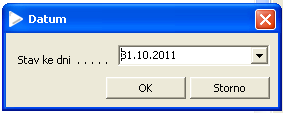 Datum
Stav ke dni . . . . . 31.10.2011
OK Storno